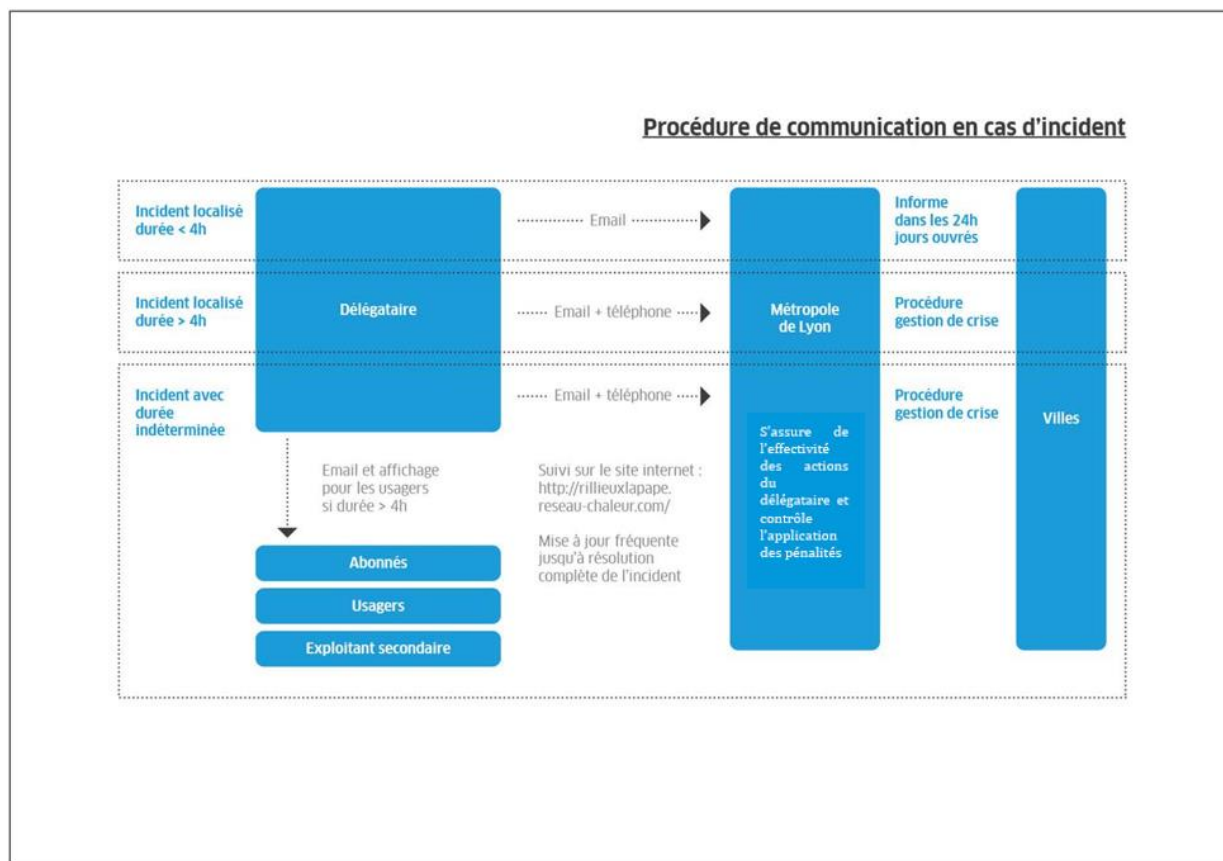 Procédure de communication en cas d'incident
Incident localisé
durée < 4h
Email
Informe
dans les 24h
jours ouvrés
Incident localisé
durée > 4h
Délégataire
Email + téléphone
Métropole
de Lyon
Procédure
gestion de crise
Incident avec
durée
indéterminée
Email + téléphone
Procédure
gestion de crise
Villes
S'assure de
l'effectivité
des actions
du
délégataire et
contrôle
l'application
des pénalités
Email et affichage
pour les usagers
si durée > 4h
Suivi sur le site internet :
http://rillieuxlapape.
reseau-chaleur.com/
Mise à jour fréquente
jusqu'à résolution
complète de l'incident
Abonnés
Usagers
Exploitant secondaire